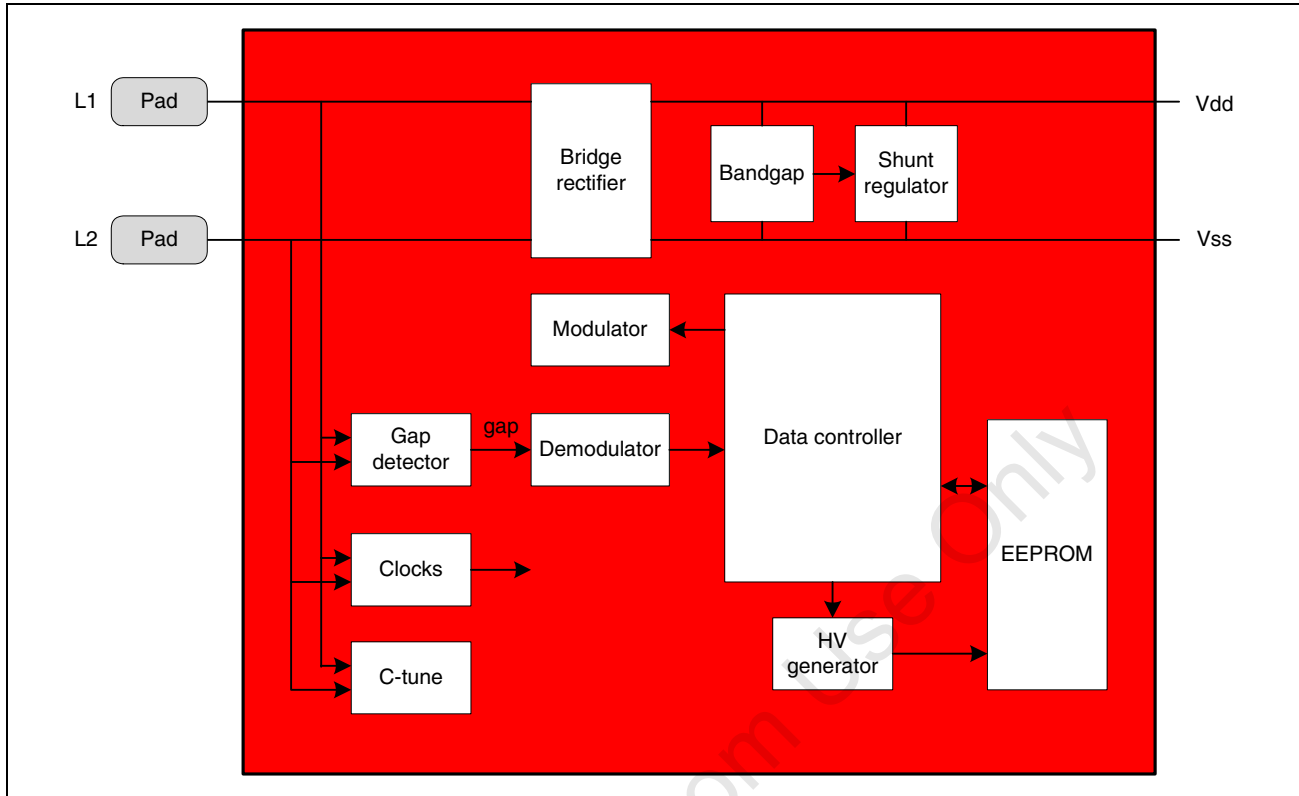 L1
Pad
Vdd
Bridge
rectifier
Bandgap
Shunt
regulator
L2
Pad
Vss
Modulator
Data controller
Gap
detector
gap
Demodulator
EEPROM
Clocks
HV
generator
C-tune
om Use Only